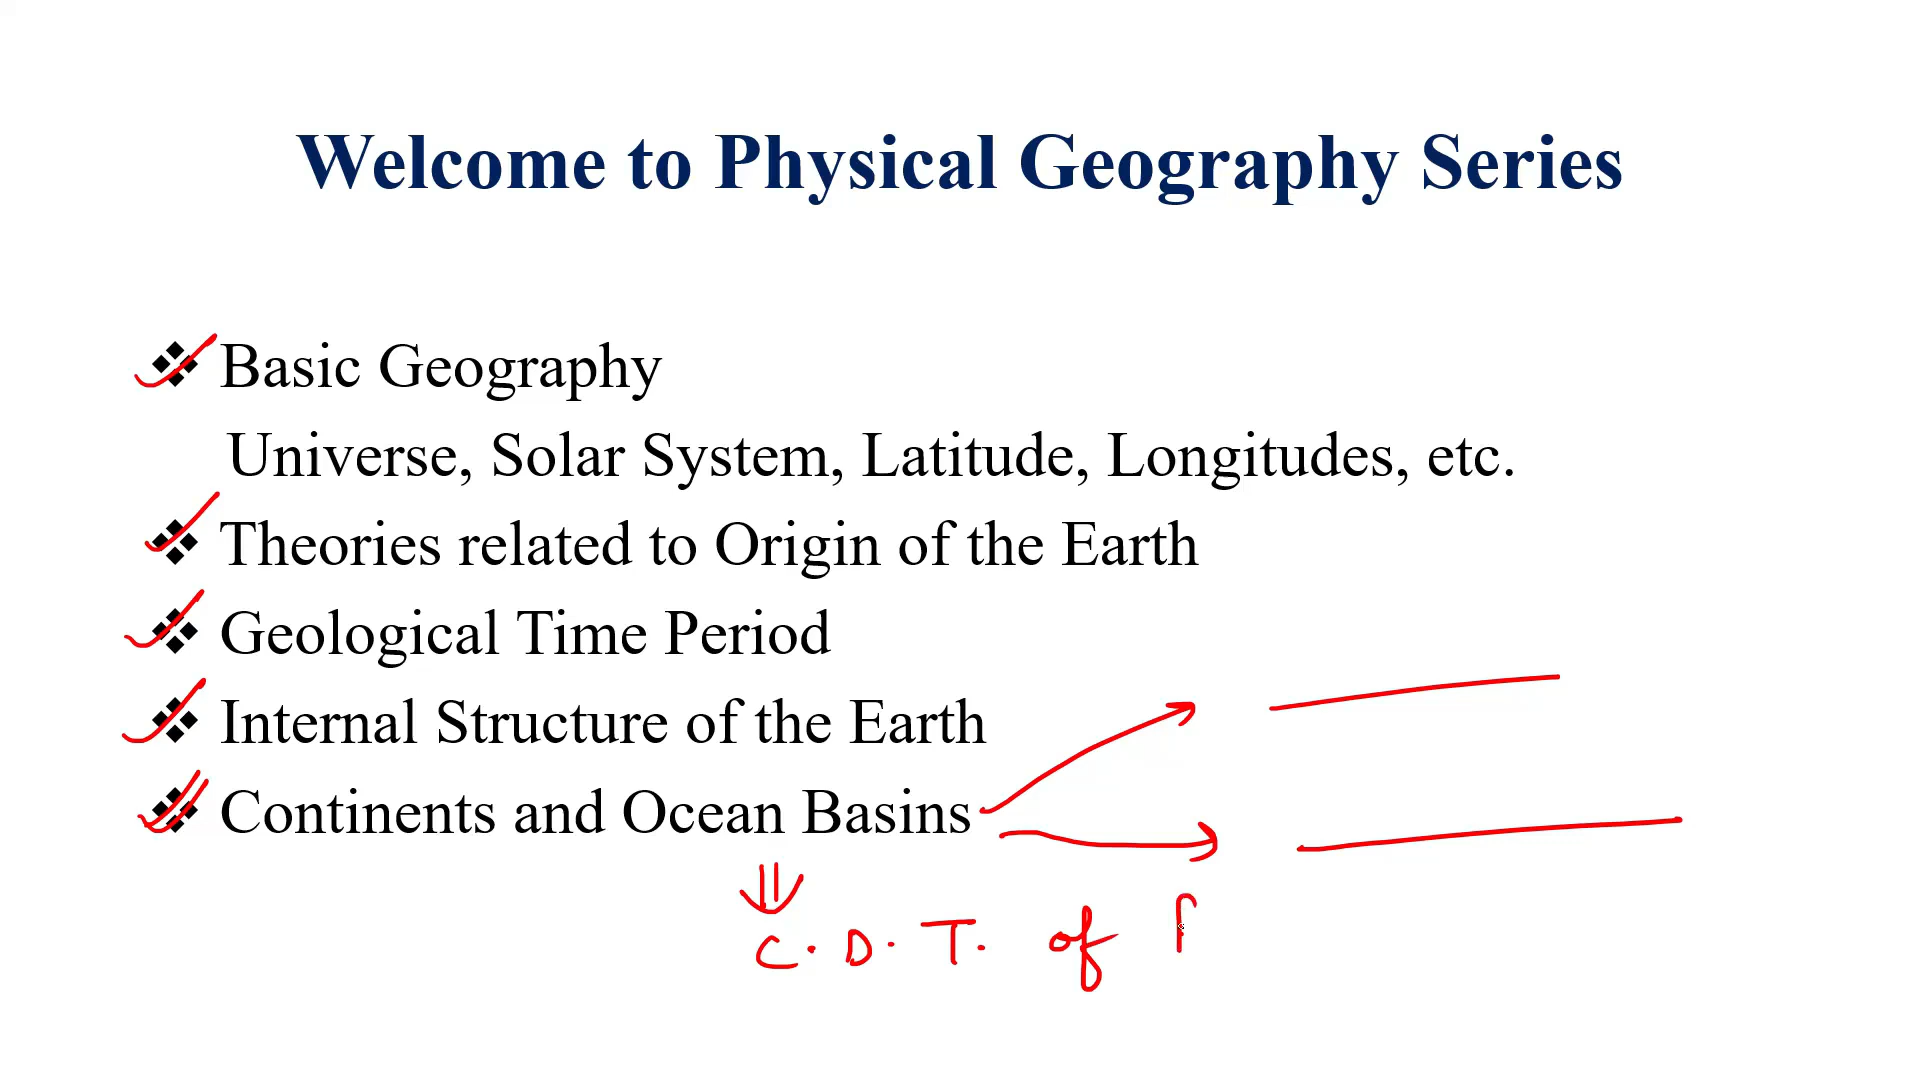 Welcome to Physical Geography Series
❖ Basic Geography
Universe, Solar System, Latitude, Longitudes, etc.
❖ Theories related to Origin of the Earth
❖ Geological Time Period
❖ Internal Structure of the Earth
❖ Continents and Ocean Basins
C. D. T. of